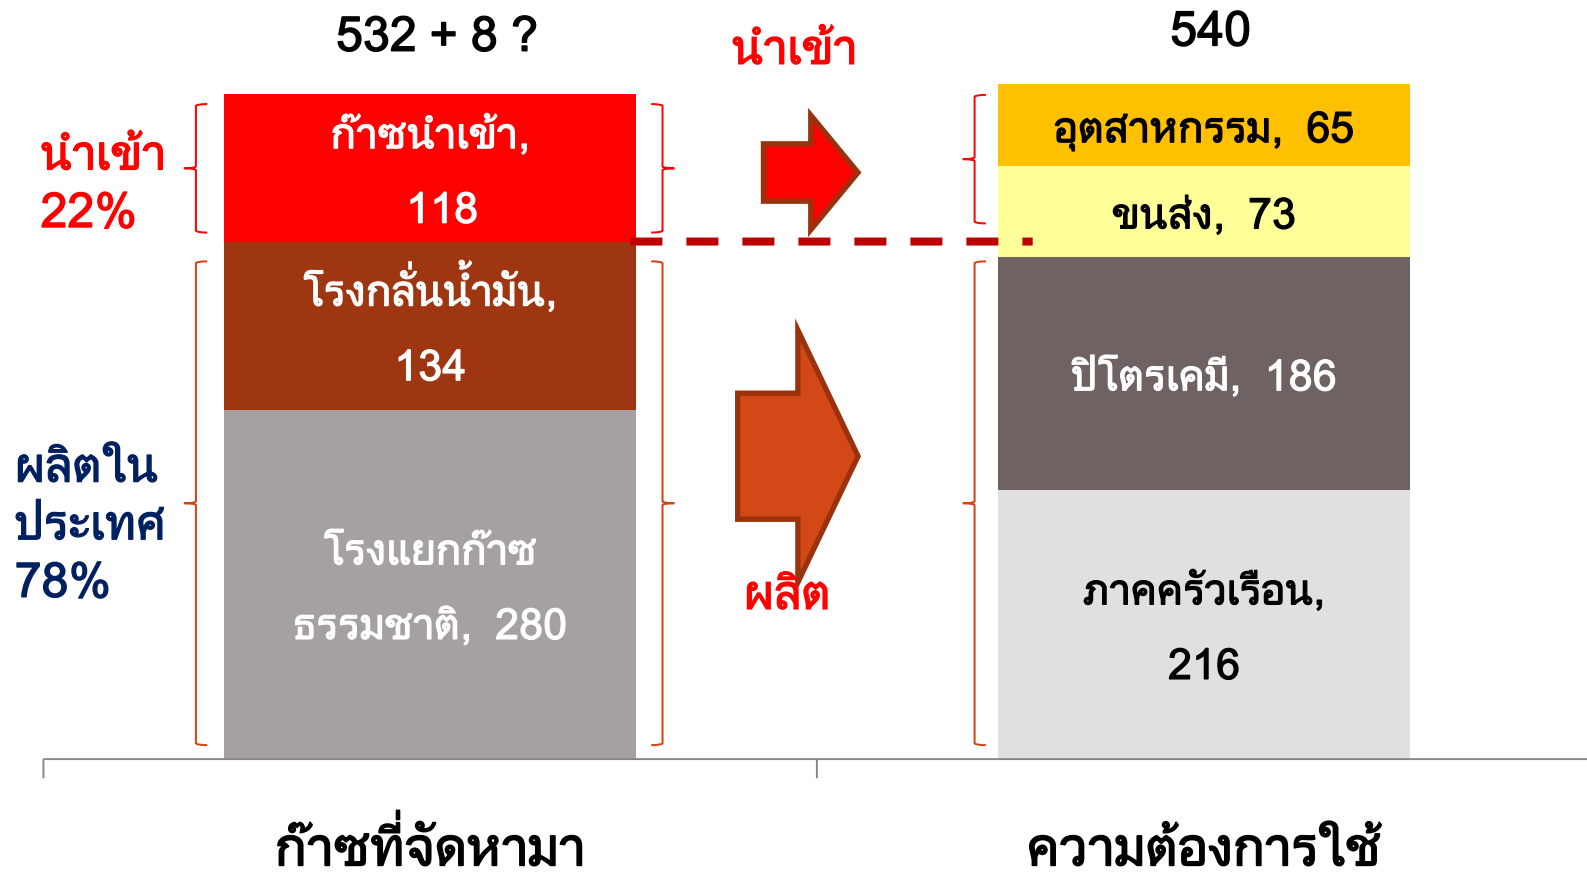 532 + 8 ?
นำเข้า
540
นำเข้า
22%
ก๊าซนำเข้า,
118
อุตสาหกรรม, 65
ขนส่ง, 73
โรงกลั่นน้ำมัน,
134
ปิโตรเคมี, 186
ผลิตใน
ประเทศ
78%
โรงแยกก๊าซ
ธรรมชาติ, 280
ผลิต
ภาคครัวเรือน,
216
ก๊าซที่จัดหามา
ความต้องการใช้